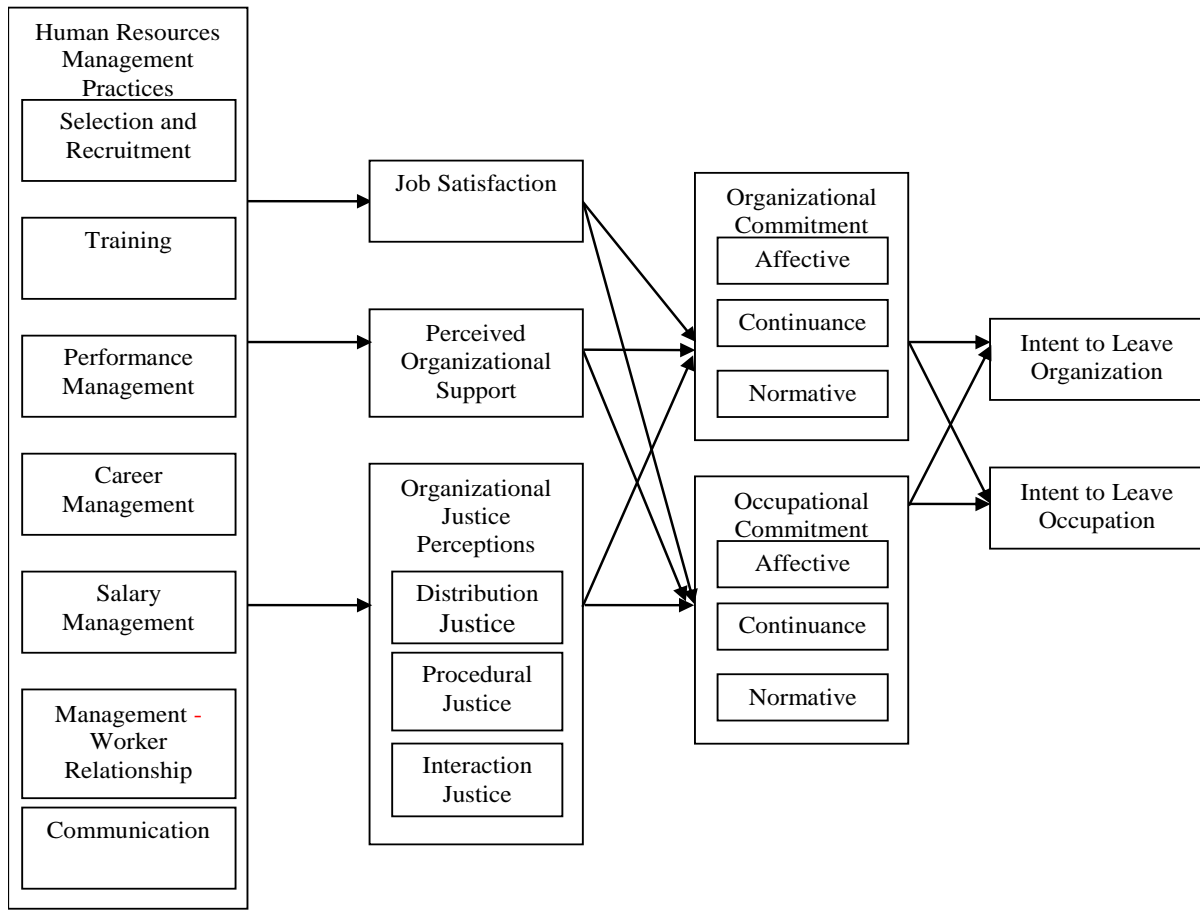 Human Resources
Management
Practices
Selection and
Recruitment
Training
Performance
Management
Career
Management
Salary
Management
Management -
Worker
Relationship
Communication
Job Satisfaction
Perceived
Organizational
Support
Organizational
Justice
Perceptions
Distribution
Justice
Procedural
Justice
Interaction
Justice
Organizational
Commitment
Affective
Continuance
Normative
Occupational
Commitment
Affective
Continuance
Normative
Intent to Leave
Organization
Intent to Leave
Occupation